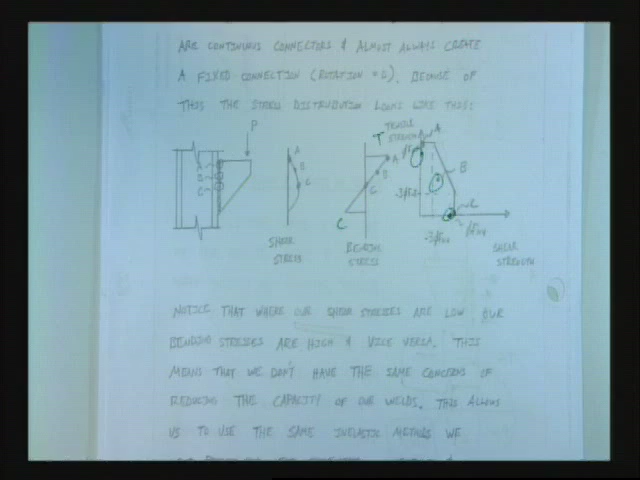 ARE CONTINUOUS CONNECTORS & ALMOST ALWAYS CREATE
A FIXED CONNECTION (ROTATION = 0). BECAUSE OF
THIS THE STRESS DISTRIBUTION LOOKS LIKE THIS:
P
A
B
C
A
B
C
SHEAR
STRESS
T
A
B
C
C
BENDING
STRESS
TENSILE
STRENGTH
A
B
C
SHEAR
STRENGTH
NOTICE THAT WHERE OUR SHEAR STRESSES ARE LOW OUR
BENDING STRESSES ARE HIGH & VICE VERSA. THIS
MEANS THAT WE DON'T HAVE THE SAME CONCERNS OF
REDUCING THE CAPACITY OF OUR WELDS. THIS ALLOWS
US TO USE THE SAME INELASTIC METHOD WE